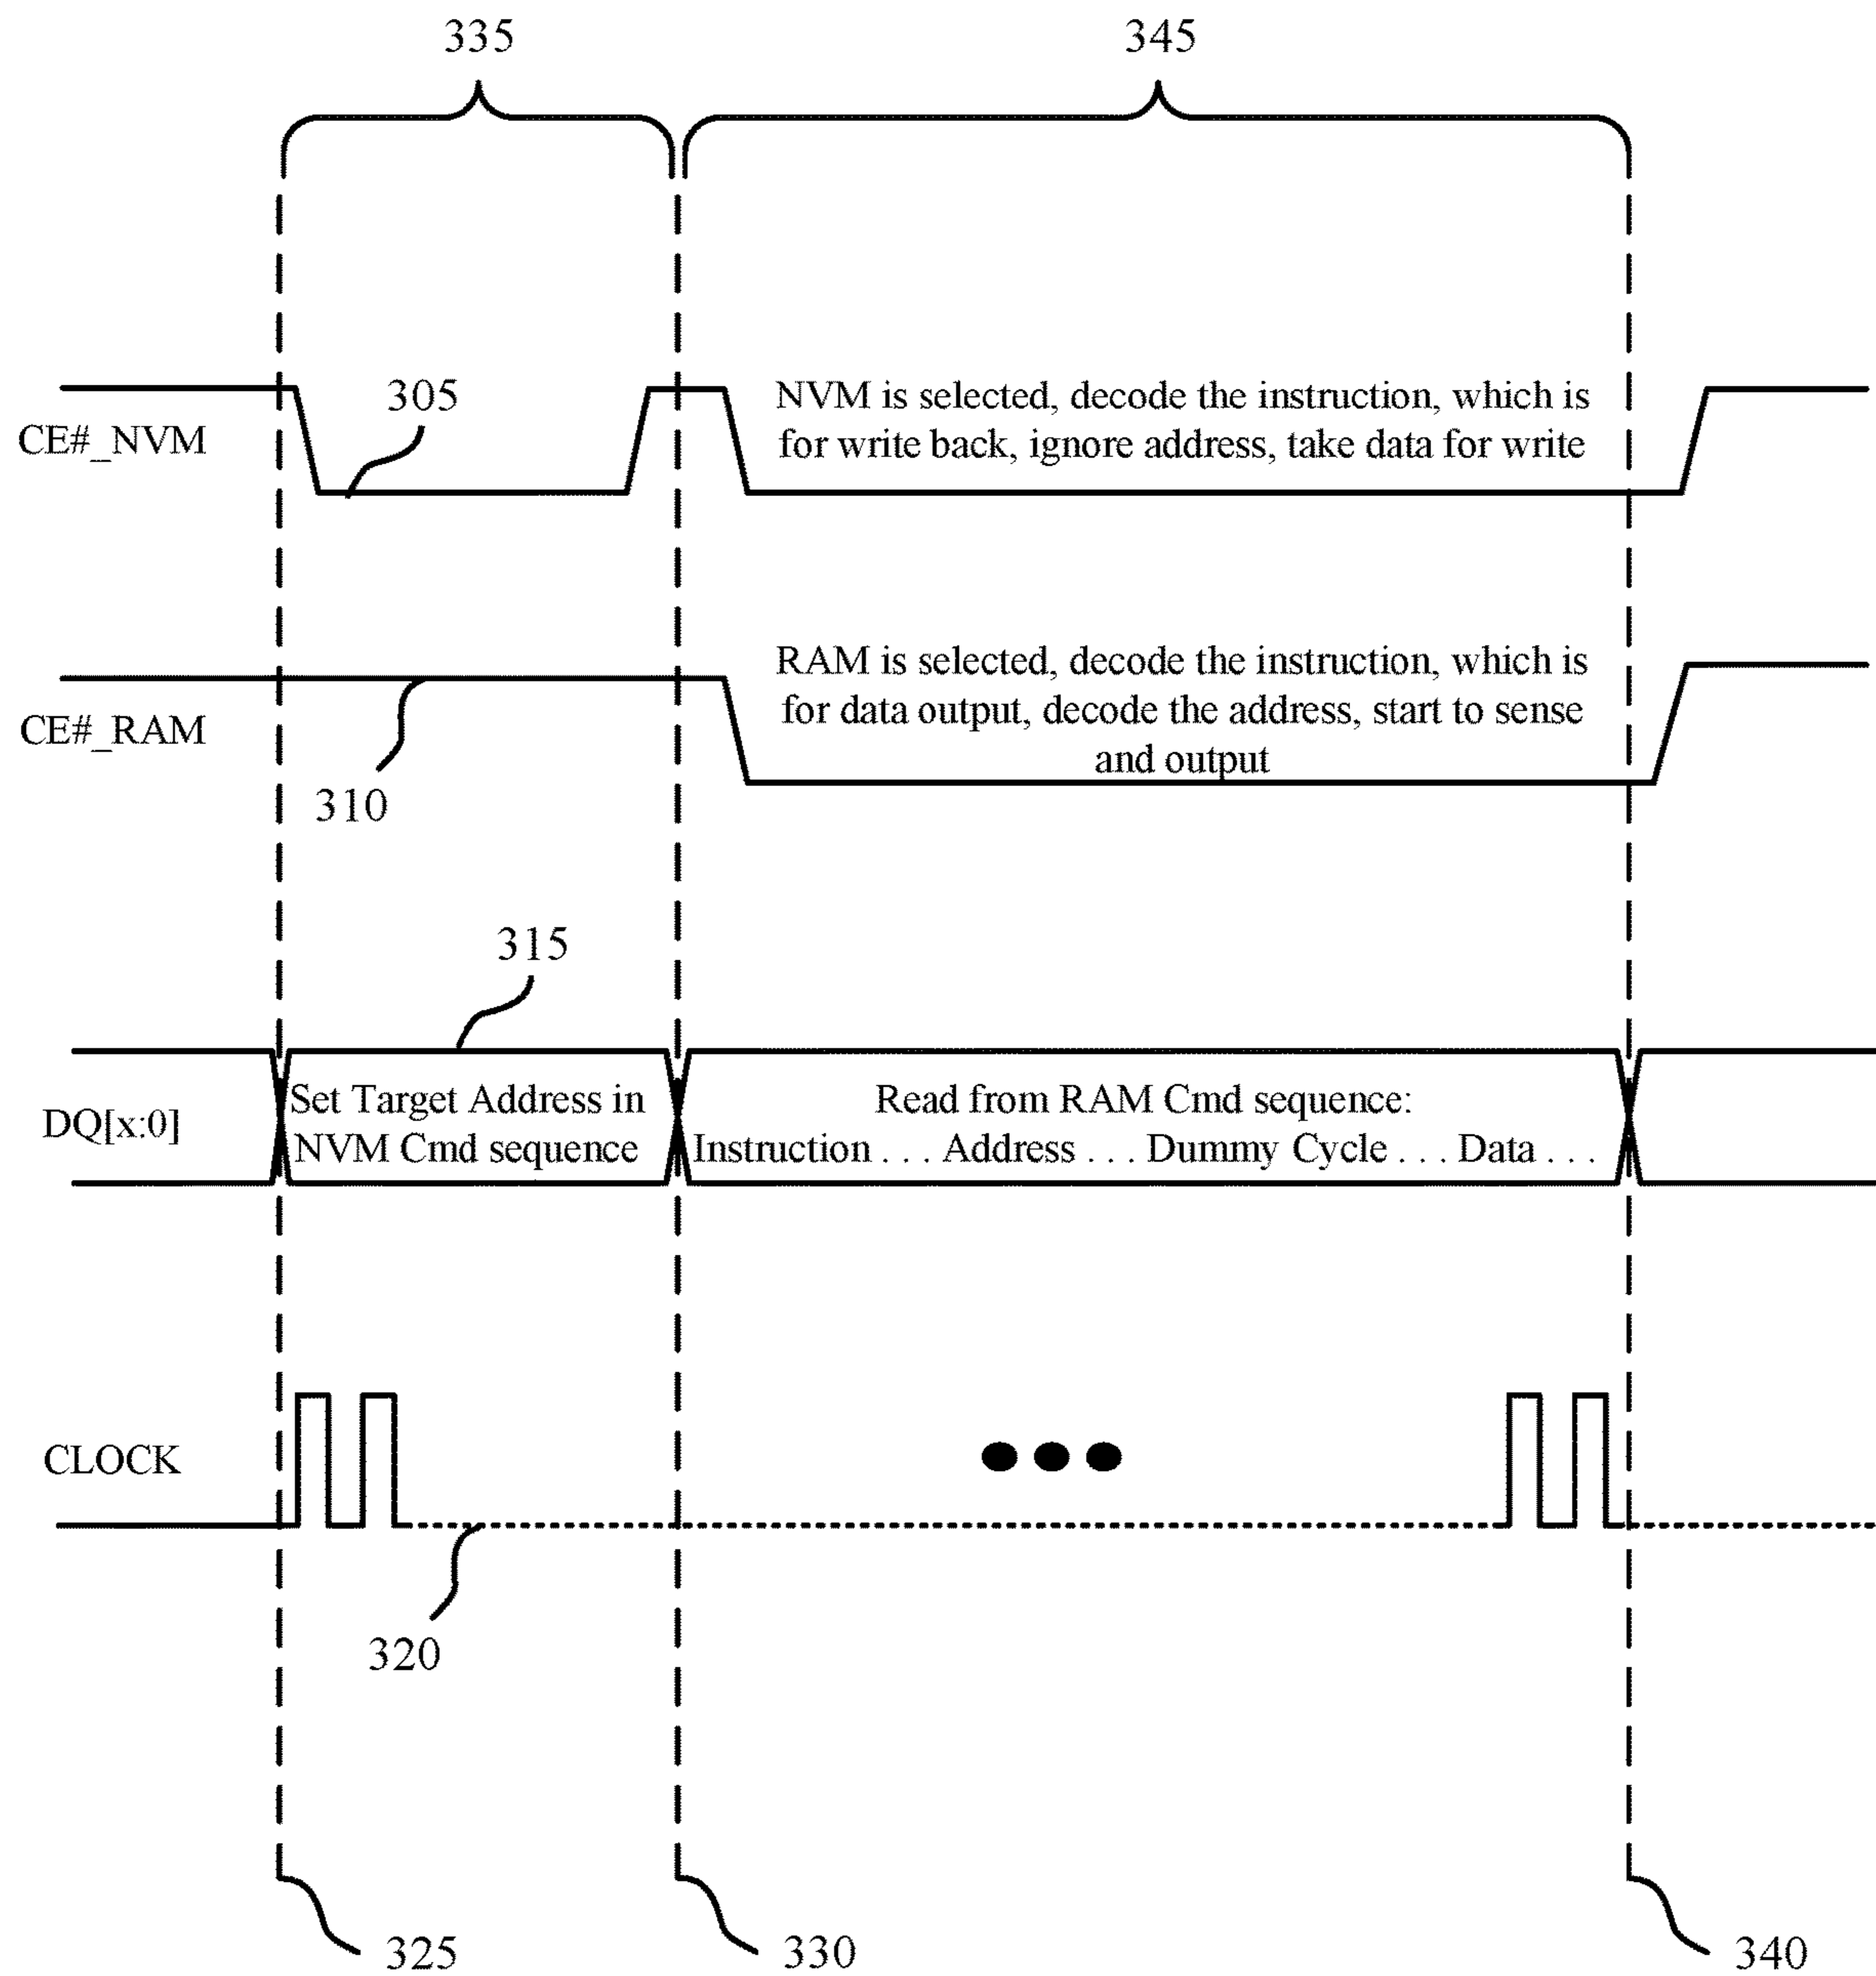 335
345
305
CE#_NVM
NVM is selected, decode the instruction, which is
for write back, ignore address, take data for write
CE#_RAM
RAM is selected, decode the instruction, which is
for data output, decode the address, start to sense
and output
310
315
DQ[x:0]
Set Target Address in
NVM Cmd sequence
Read from RAM Cmd sequence:
Instruction . . . Address . . . Dummy Cycle . . . Data . . .
CLOCK
320
325
330
340